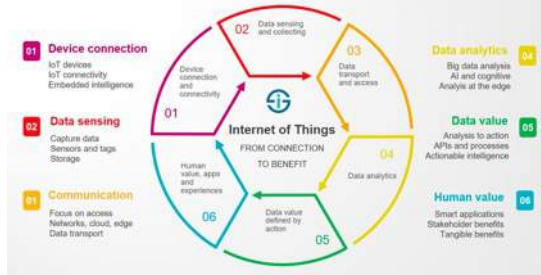 01 Device connection
IoT devices
IoT connectivity
Embedded intelligence
02 Data sensing
Capture data
Sensors and tags
Storage
01 Communication
Focus on access
Networks, cloud, edge
Data transport
02 Data sensing
and collecting
03
Data
transport
and access
Device
connection
and
connectivity
01
Internet of Things
FROM CONNECTION
TO BENEFIT
04
Data analytics
Human
value, apps
and
experiences
06
Data value
defined by
action
05
Data analytics 04
Big data analysis
AI and cognitive
Analysis at the edge
Data value 05
Analysis to action
APIs and processes
Actionable intelligence
Human value 06
Smart applications
Stakeholder benefits
Tangible benefits